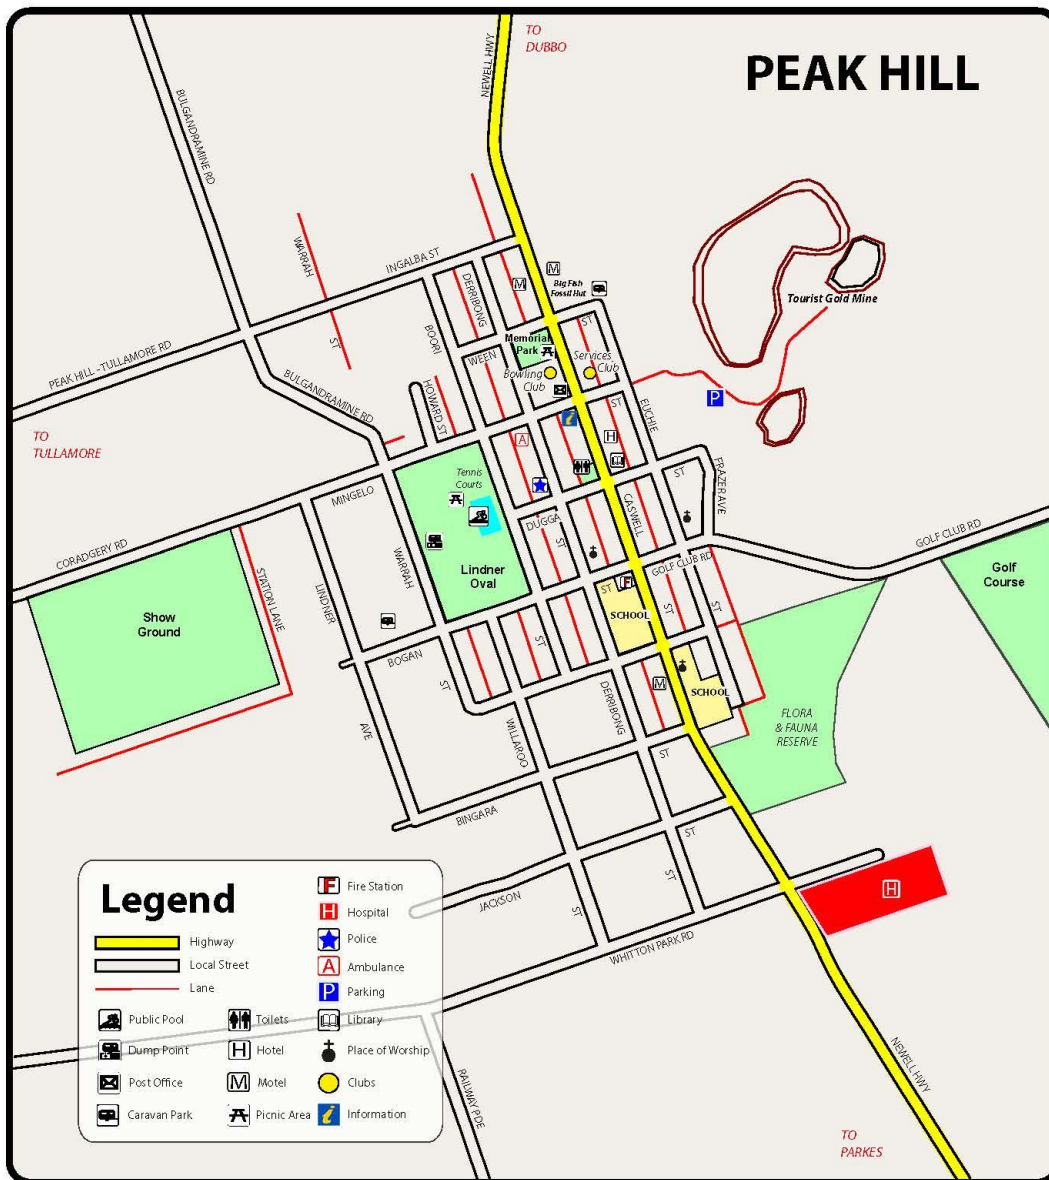 PEAK HILL
TO
DUBBO
NEWELL HWY
BULGANDRAMINE RD
WARRAH
ST
INGALBA ST
DERRIBONG
BOORI
M
M
Big Fish
Fossil Hut
Tourist Gold Mine
Memorial
Park
ST
WEEN
Services
Club
Bowling
Club
PEAK HILL - TULLAMORE RD
BULGANDRAMINE RD
HOWARD ST
ST
EUCHIE
P
TO
TULLAMORE
i
H
A
MINGELO
Tennis
Courts
ST
FRAZER AVE
CASWELL
DUGGA
ST
CORADGERY RD
GOLF CLUB RD
GOLF CLUB RD
Golf
Course
WARRAH
Lindner
Oval
STATION LANE
LINDNER
Show
Ground
F
ST
SCHOOL
ST
ST
BOGAN
ST
ST
M
SCHOOL
DERRIBONG
FLORA
& FAUNA
RESERVE
AVE
WILLAROO
ST
BINGARA
ST
ST
H
JACKSON
ST
WHITTON PARK RD
NEWELL HWY
RAILWAY PDE
TO
PARKES
Legend
Highway
Local Street
Lane
Public Pool
Dump Point
Post Office
Caravan Park
Toilets
H Hotel
M Motel
Picnic Area
F Fire Station
H Hospital
Police
A Ambulance
P Parking
Library
Place of Worship
Clubs
i Information